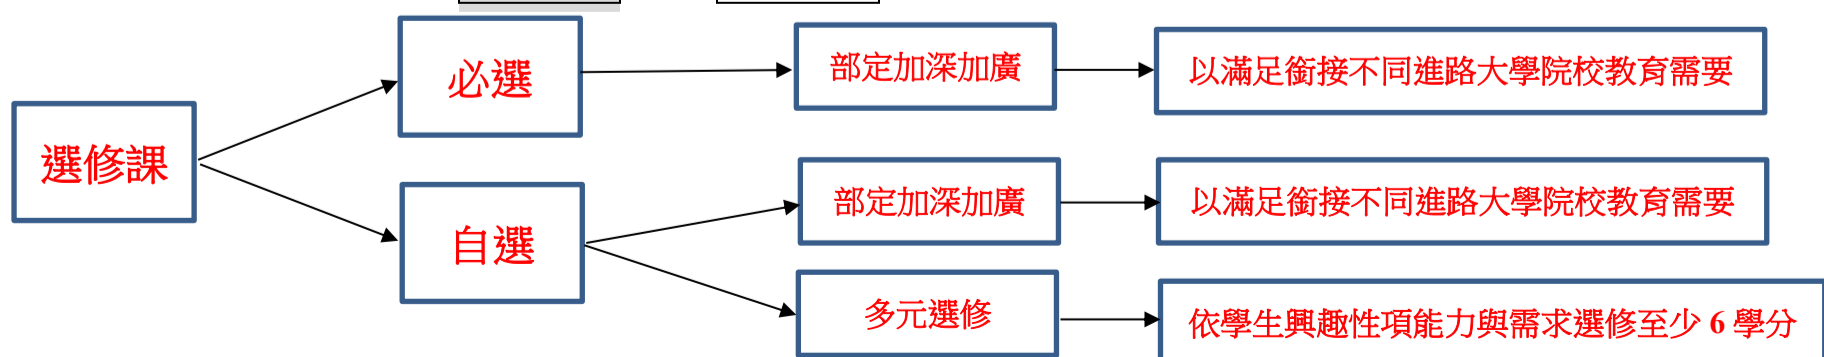 選修課
必選
部定加深加廣
以滿足銜接不同進路大學院校教育需要
自選
部定加深加廣
以滿足銜接不同進路大學院校教育需要
多元選修
依學生興趣性項能力與需求選修至少 6 學分